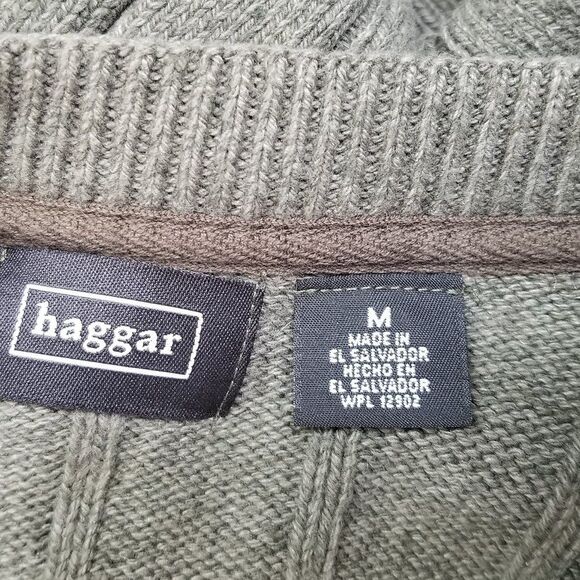 haggar
M
MADE IN
EL SALVADOR
HECHO EN
EL SALVADOR
WPL 12902